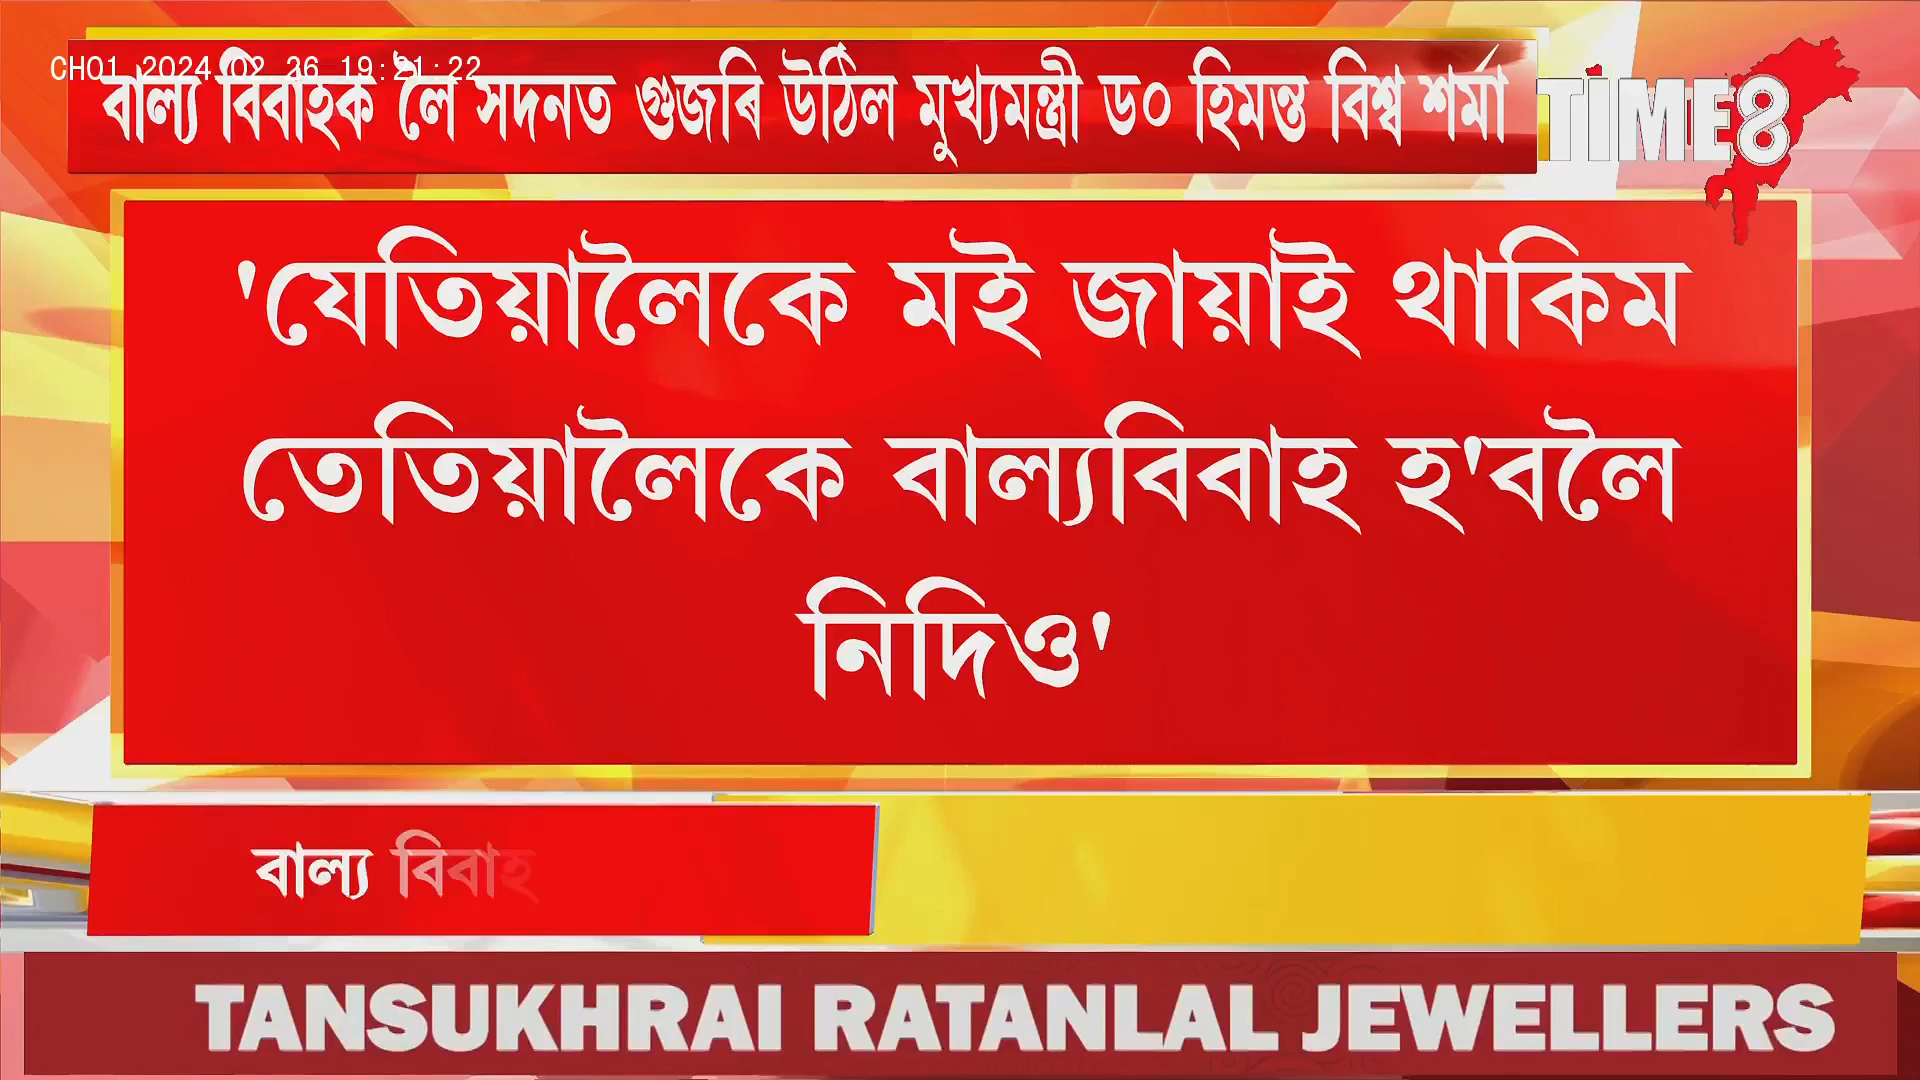 CH01 2024 02 26 19:21:22
বাল্য বিবাহক লৈ সদনত গুজৰি উঠিল মুখ্যমন্ত্ৰী ড০ হিমন্ত বিশ্ব শৰ্মা
TIME8
'যেতিয়ালৈকে মই জীয়াই থাকিম
তেতিয়ালৈকে বাল্যবিবাহ হ'বলৈ
নিদিও'
বাল্য বিবাহ
TANSUKHRAI RATANLAL JEWELLERS